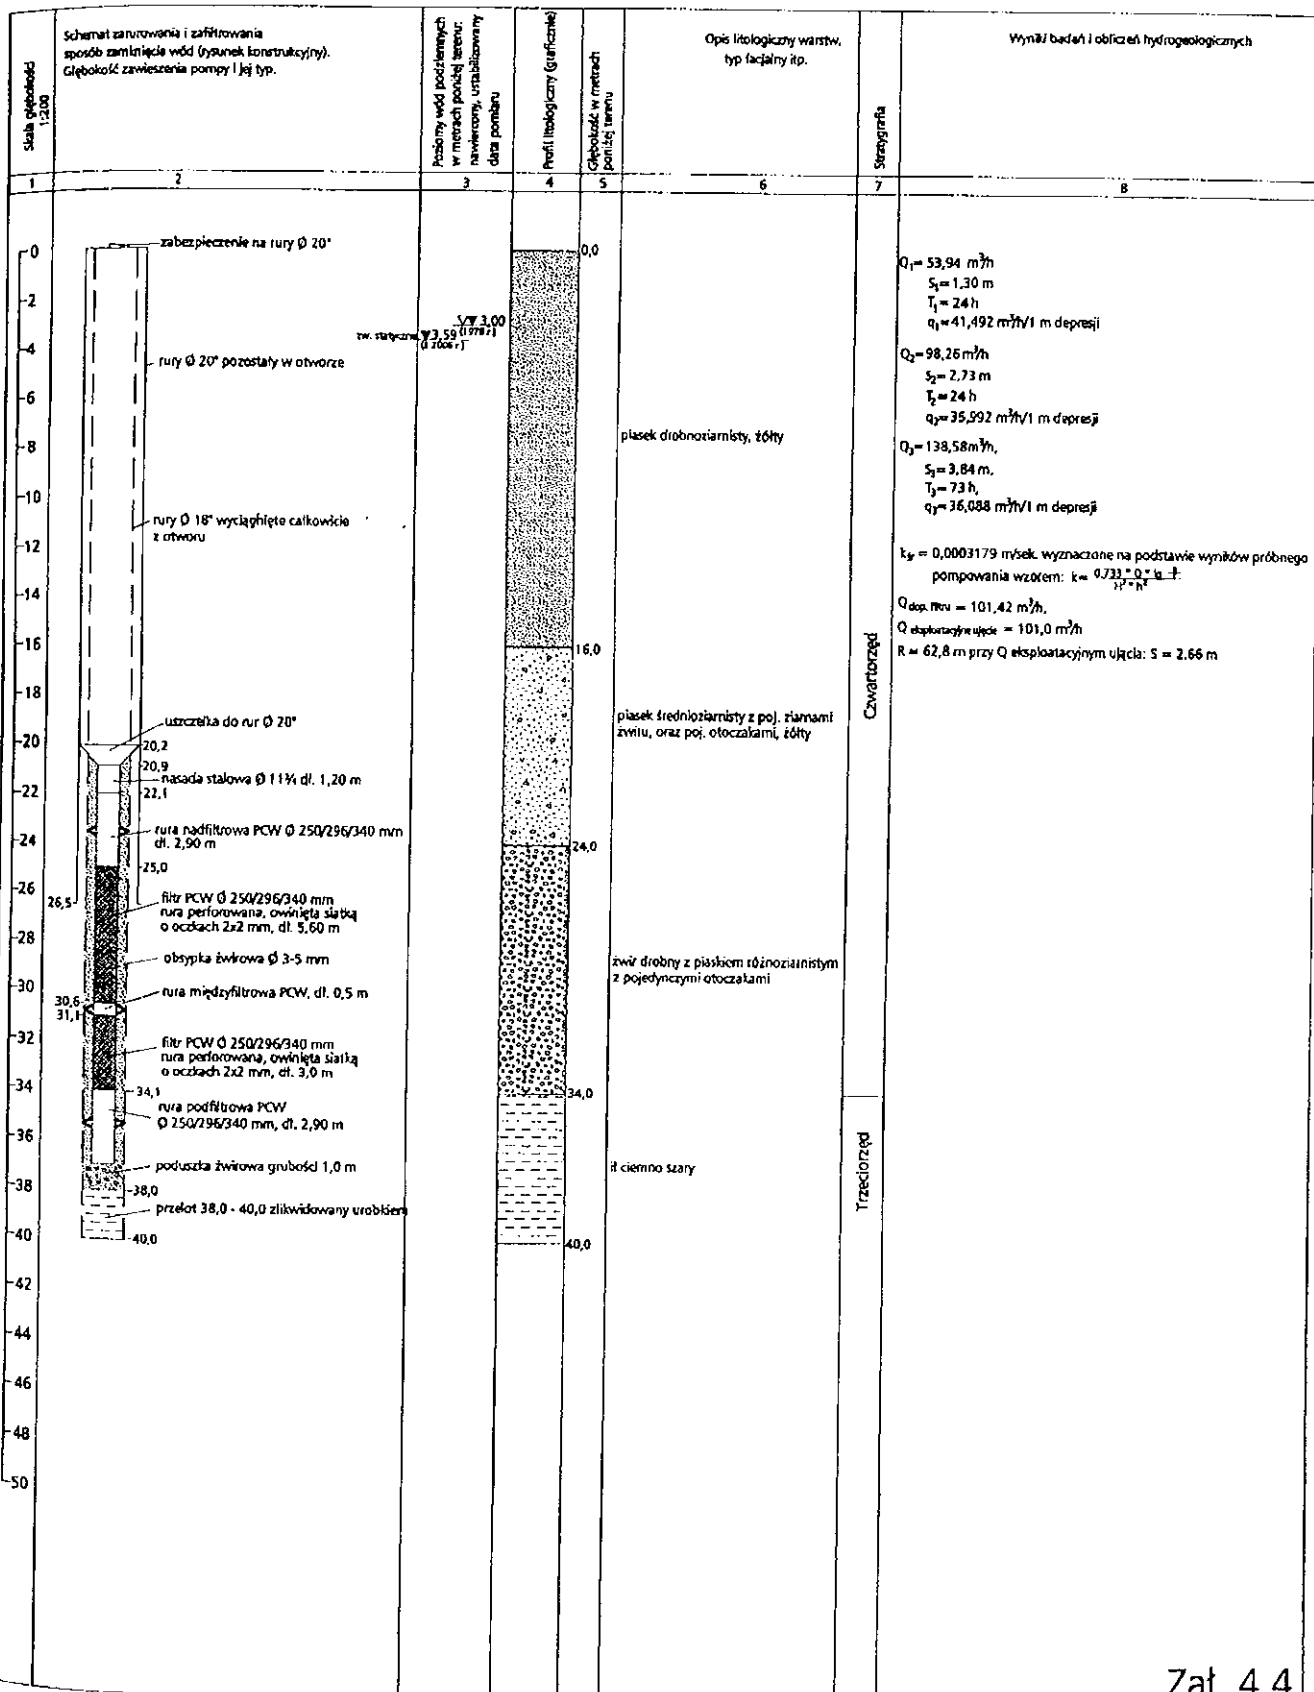 Skala głębokości
1:200
Schemat zarurowania i zafiltrowania
sposób zamknięcia wód (rysunek konstrukcyjny).
Głębokość zawieszenia pompy i jej typ.
Poziomy wód podziemnych
w metrach poniżej terenu:
nawiercony, ustabilizowany
data pomiaru
Profil litologiczny (graficznie)
Głębokość w metrach
poniżej terenu
Opis litologiczny warstw,
typ facjalny itp.
Stratygrafia
Wyniki badań i obliczeń hydrogeologicznych
1
2
3
4
5
6
7
8
0
2
4
6
8
10
12
14
16
18
20
22
24
26
28
30
32
34
36
38
40
42
44
46
48
50
zabezpieczenie na rury Ø 20"
rury Ø 20" pozostały w otworze
rury Ø 18" wyciągnięte całkowicie
z otworu
uszczelka do rur Ø 20"
20,2
20,9
nasada stalowa Ø 11¾ dł. 1,20 m
22,1
rura nadfiltrowa PCW Ø 250/296/340 mm
dł. 2,90 m
25,0
26,5
filtr PCW Ø 250/296/340 mm
rura perforowana, owinięta siatką
o oczkach 2x2 mm, dł. 5,60 m
obsypka żwirowa Ø 3-5 mm
rura międzyfiltrowa PCW, dł. 0,5 m
30,6
31,1
filtr PCW Ø 250/296/340 mm
rura perforowana, owinięta siatką
o oczkach 2x2 mm, dł. 3,0 m
34,1
rura podfiltrowa PCW
Ø 250/296/340 mm, dł. 2,90 m
poduszka żwirowa grubości 1,0 m
38,0
przelot 38,0 - 40,0 zlikwidowany urobkiem
40,0
3,00
(1978 r)
zw. statyczne 3,59
0,0
16,0
24,0
34,0
40,0
piasek drobnoziarnisty, żółty
piasek średnioziarnisty z poj. ziarnami
żwiru, oraz poj. otoczakami, żółty
żwir drobny z piaskiem różnoziarnistym
z pojedynczymi otoczakami
ił ciemno szary
Czwartorzęd
Trzeciorzęd
Q₁= 53,94 m³/h
S₁= 1,30 m
T₁= 24 h
q₁= 41,492 m³/h/1 m depresji
Q₂= 98,26 m³/h
S₂= 2,73 m
T₂= 24 h
q₂= 35,992 m³/h/1 m depresji
Q₃= 138,58m³/h,
S₃= 3,84 m,
T₃= 73 h,
q₃= 36,088 m³/h/1 m depresji
k = 0,0003179 m/sek. wyznaczone na podstawie wyników próbnego
pompowania wzorem: k=
Q dop. filtru = 101,42 m³/h,
Q eksploatacyjne ujęcie = 101,0 m³/h
R = 62,8 m przy Q eksploatacyjnym ujęcia: S = 2.66 m
Zał. 4.4